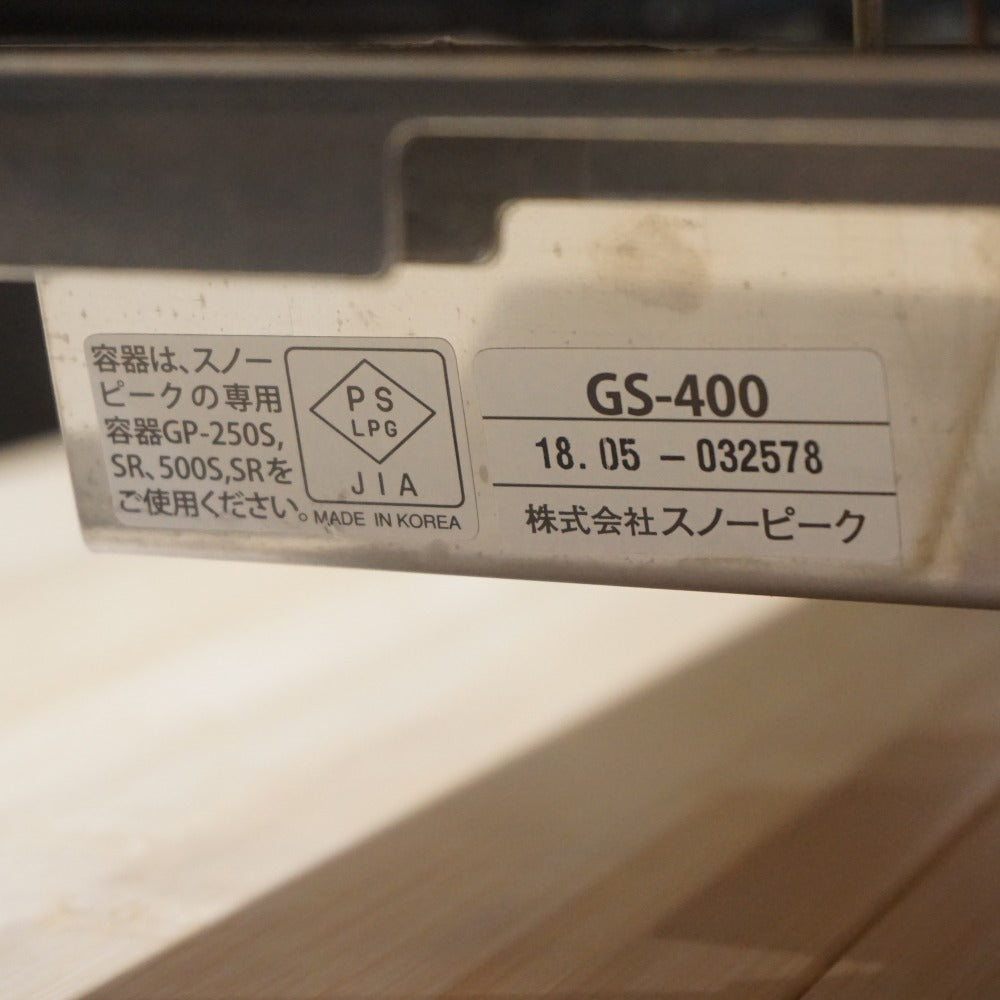 容器は、スノー
ピークの専用
容器GP-250S,
SR、500S,SRを
ご使用ください。
PS
LPG
JIA
MADE IN KOREA
GS-400
18.05-032578
株式会社スノーピーク